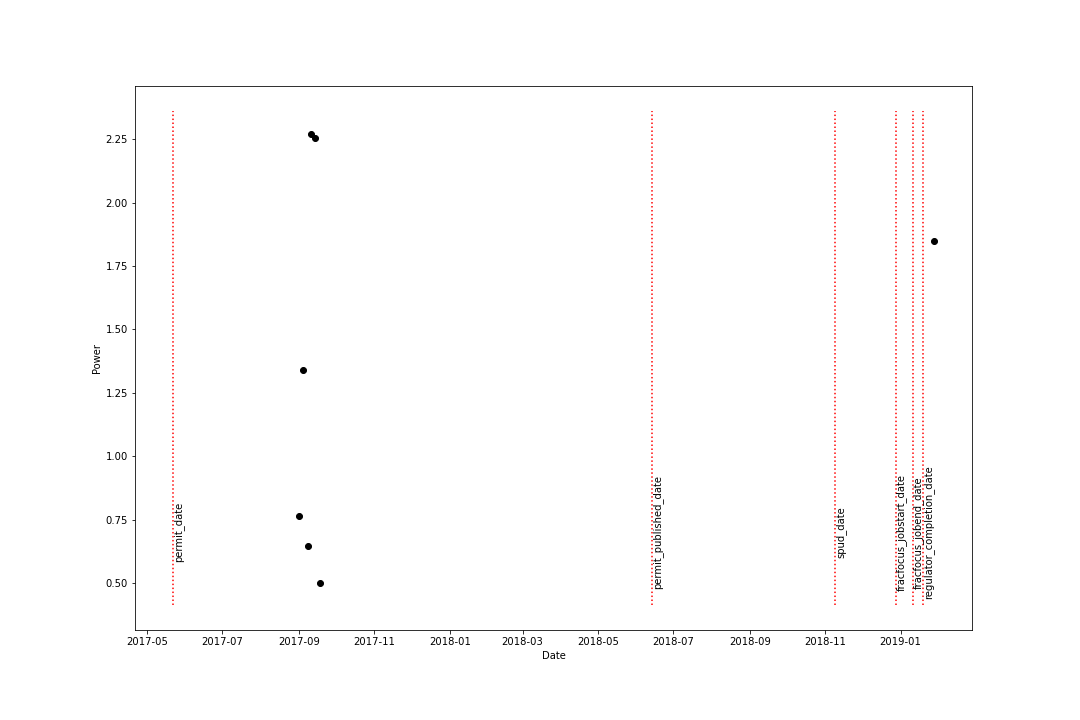 2.25
2.00
1.75
1.50
1.25
1.00
0.75
0.50
Power
permit_date
permit_published_date
spud_date
fracfocus_jobstart_date
fracfocus_jobend_date
regulator_completion_date
2017-05 2017-07 2017-09 2017-11 2018-01 2018-03 2018-05 2018-07 2018-09 2018-11 2019-01
Date